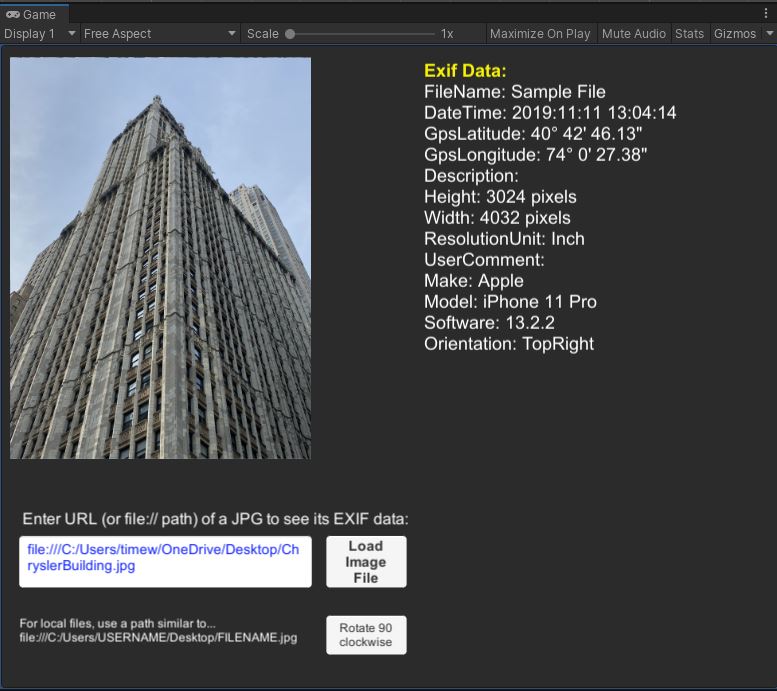 Game
Display 1 Free Aspect Scale 1x Maximize On Play Mute Audio Stats Gizmos
Exif Data:
FileName: Sample File
DateTime: 2019:11:11 13:04:14
GpsLatitude: 40° 42' 46.13"
GpsLongitude: 74° 0' 27.38"
Description:
Height: 3024 pixels
Width: 4032 pixels
ResolutionUnit: Inch
UserComment:
Make: Apple
Model: iPhone 11 Pro
Software: 13.2.2
Orientation: TopRight
Enter URL (or file:// path) of a JPG to see its EXIF data:
file:///C:/Users/timew/OneDrive/Desktop/Ch
ryslerBuilding.jpg
Load
Image
File
For local files, use a path similar to...
file:///C:/Users/USERNAME/Desktop/FILENAME.jpg
Rotate 90
clockwise